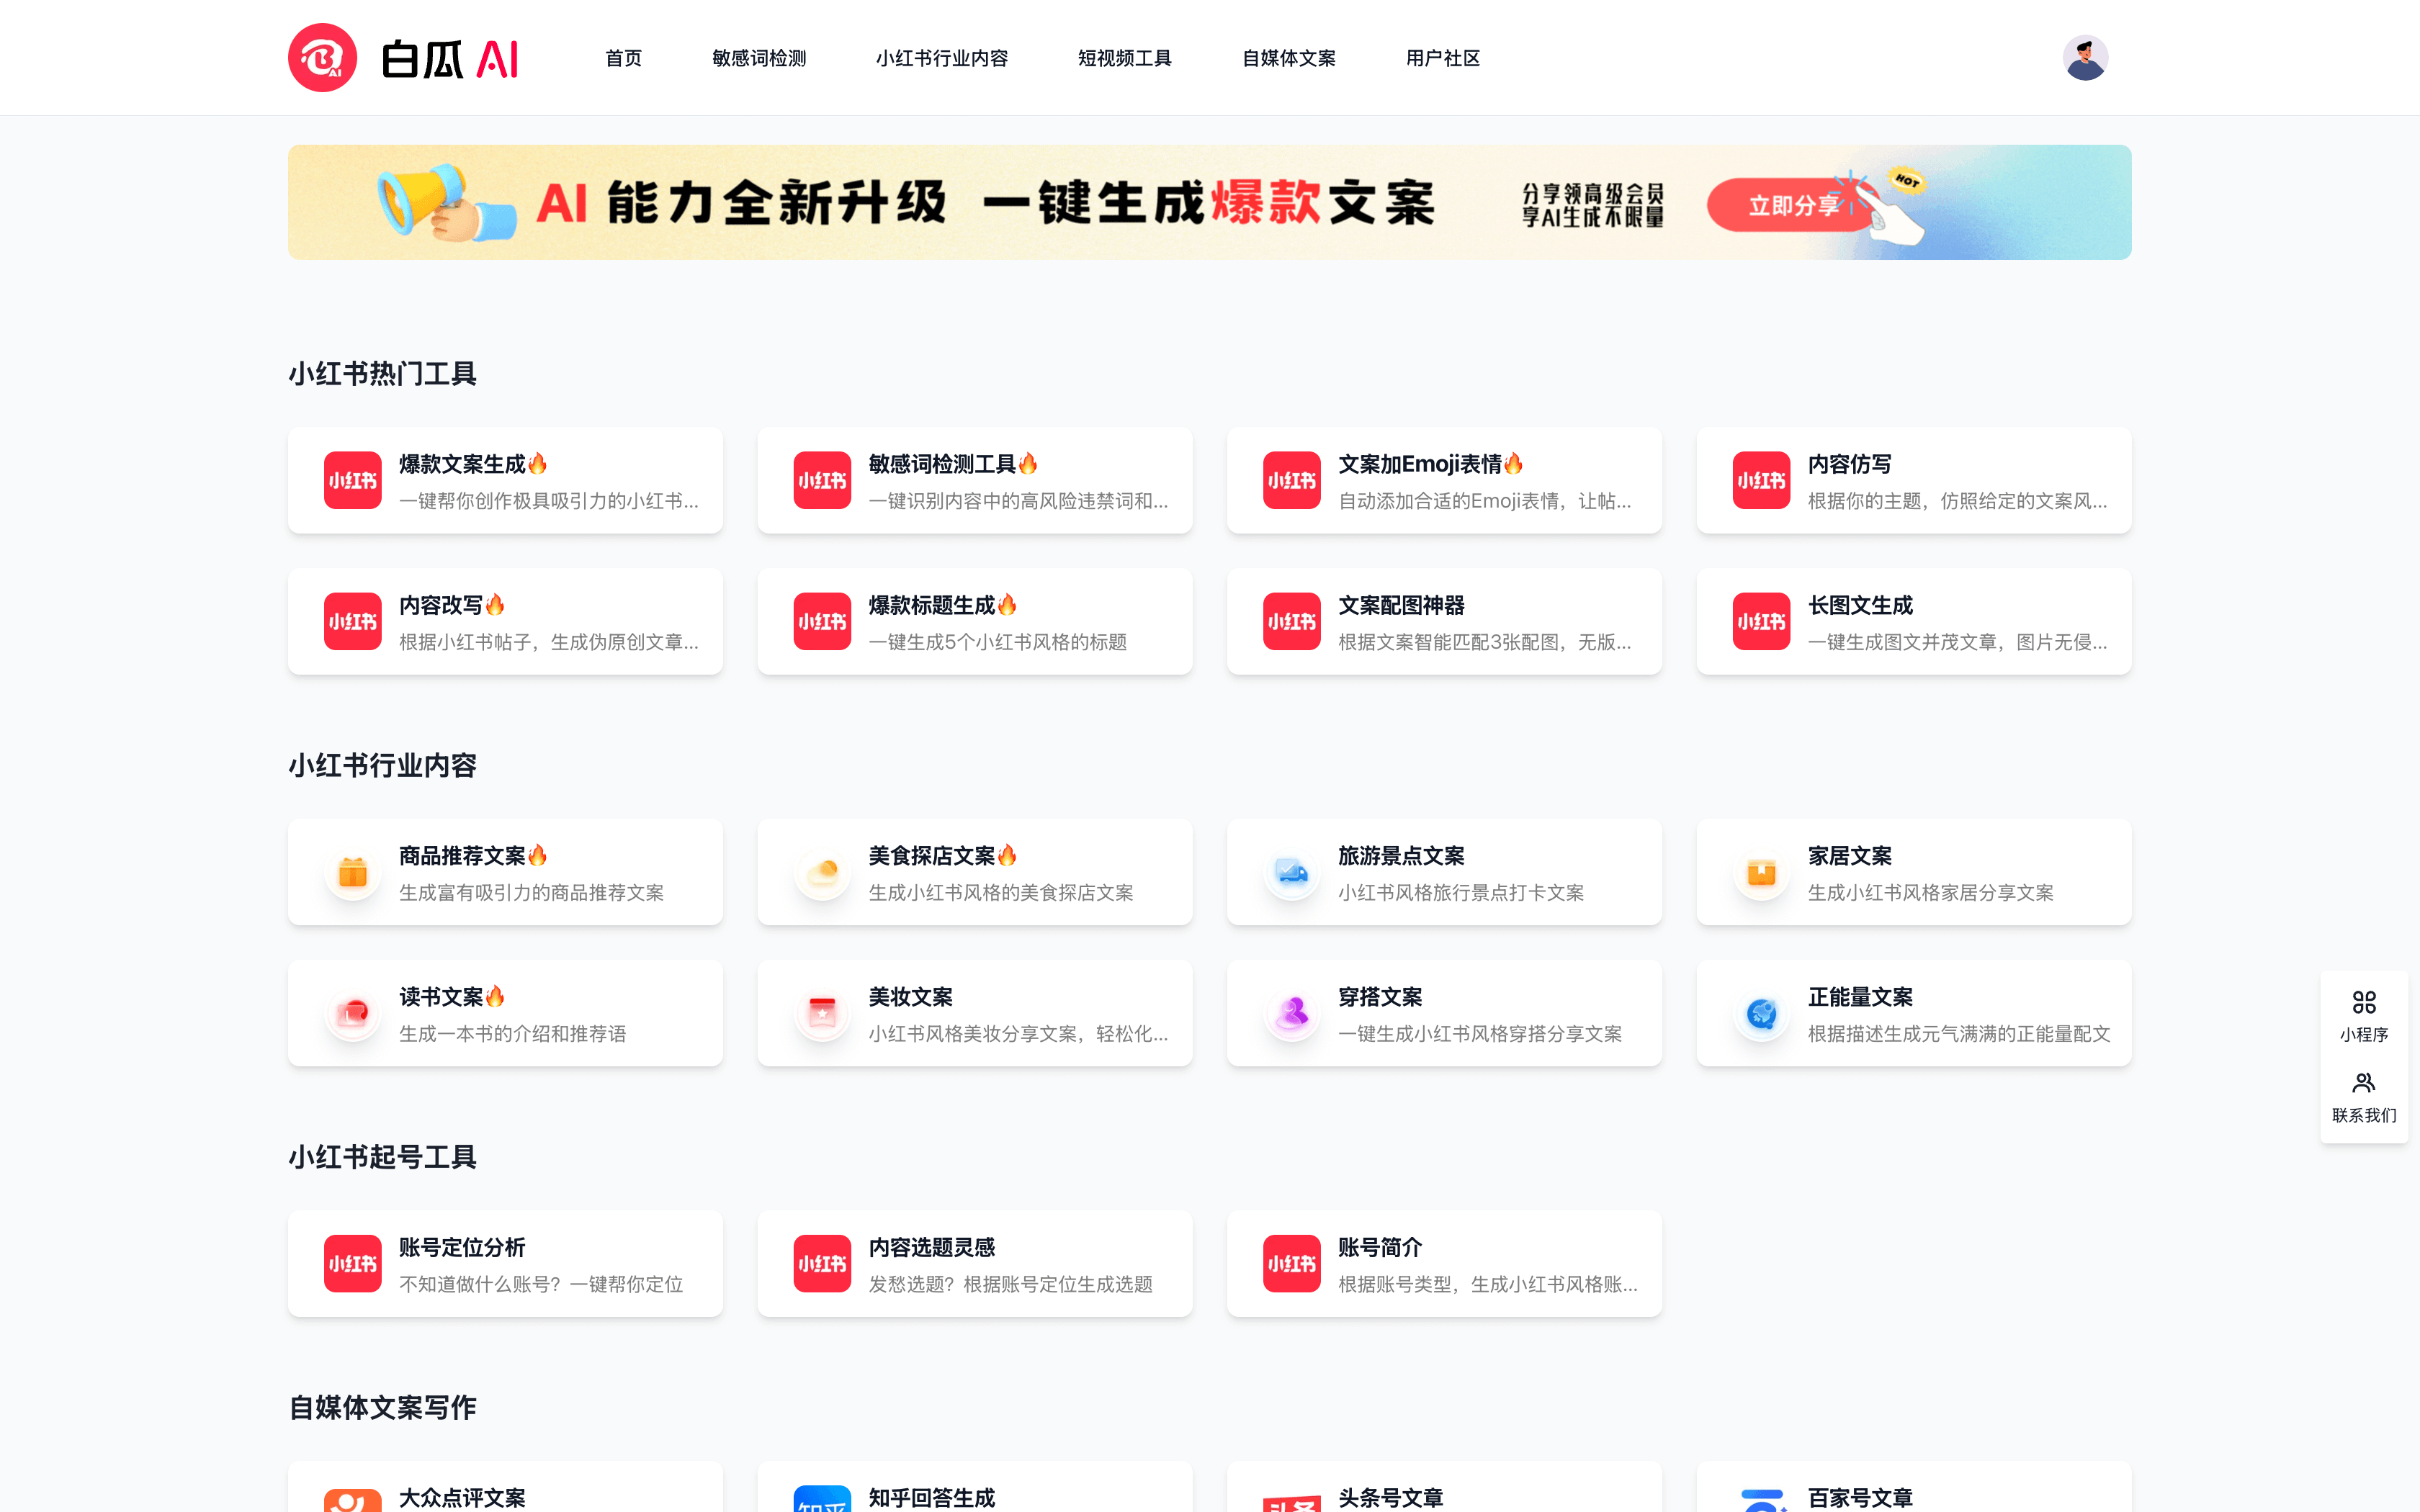 白瓜 AI
首页
敏感词检测
小红书行业内容
短视频工具
自媒体文案
用户社区
AI 能力全新升级 一键生成爆款文案
分享领高级会员
享AI生成不限量
立即分享
HOT
小红书热门工具
小红书
爆款文案生成🔥
一键帮你创作极具吸引力的小红书...
小红书
敏感词检测工具🔥
一键识别内容中的高风险违禁词和...
小红书
文案加Emoji表情🔥
自动添加合适的Emoji表情，让帖...
小红书
内容仿写
根据你的主题，仿照给定的文案风...
小红书
内容改写🔥
根据小红书帖子，生成伪原创文章...
小红书
爆款标题生成🔥
一键生成5个小红书风格的标题
小红书
文案配图神器
根据文案智能匹配3张配图，无版...
小红书
长图文生成
一键生成图文并茂文章，图片无侵...
小红书行业内容
商品推荐文案🔥
生成富有吸引力的商品推荐文案
美食探店文案🔥
生成小红书风格的美食探店文案
旅游景点文案
小红书风格旅行景点打卡文案
家居文案
生成小红书风格家居分享文案
读书文案🔥
生成一本书的介绍和推荐语
美妆文案
小红书风格美妆分享文案，轻松化...
穿搭文案
一键生成小红书风格穿搭分享文案
正能量文案
根据描述生成元气满满的正能量配文
小程序
联系我们
小红书起号工具
小红书
账号定位分析
不知道做什么账号？一键帮你定位
小红书
内容选题灵感
发愁选题？根据账号定位生成选题
小红书
账号简介
根据账号类型，生成小红书风格账...
自媒体文案写作
大众点评文案
知乎
知乎回答生成
头条
头条号文章
百家号文章